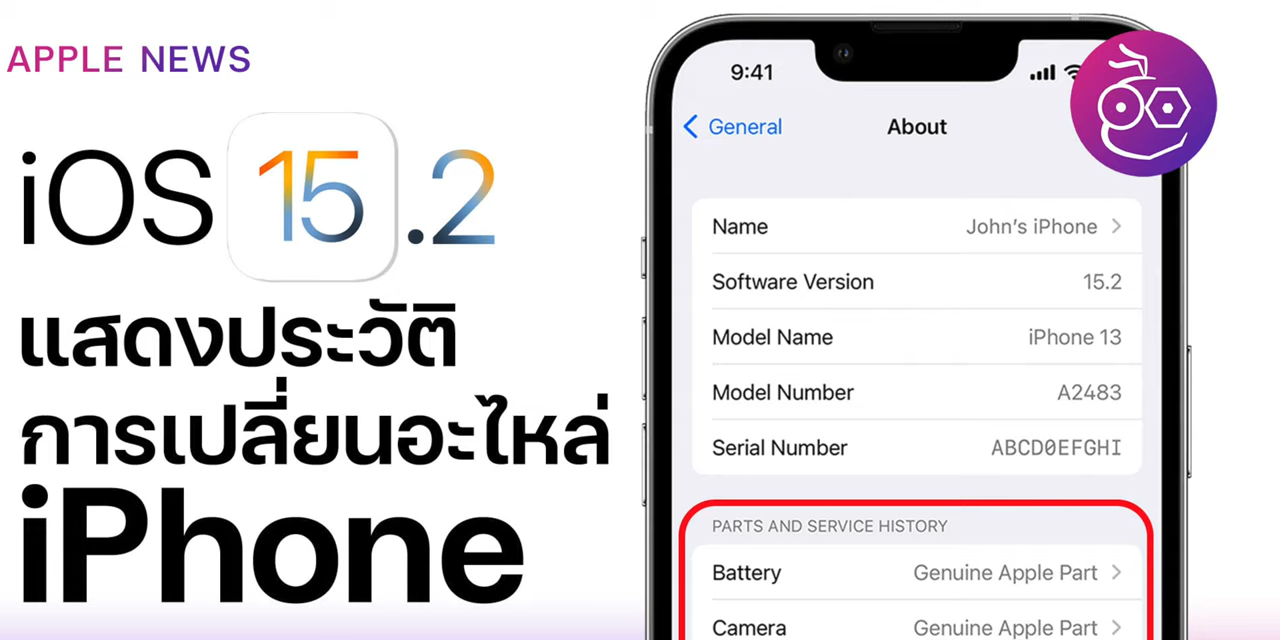 APPLE NEWS
iOS 15.2
แสดงประวัติ
การเปลี่ยนอะไหล่
iPhone
9:41
General
About
Name John's iPhone
Software Version 15.2
Model Name iPhone 13
Model Number A2483
Serial Number ABCD0EFGHI
PARTS AND SERVICE HISTORY
Battery Genuine Apple Part
Camera Genuine Apple Part